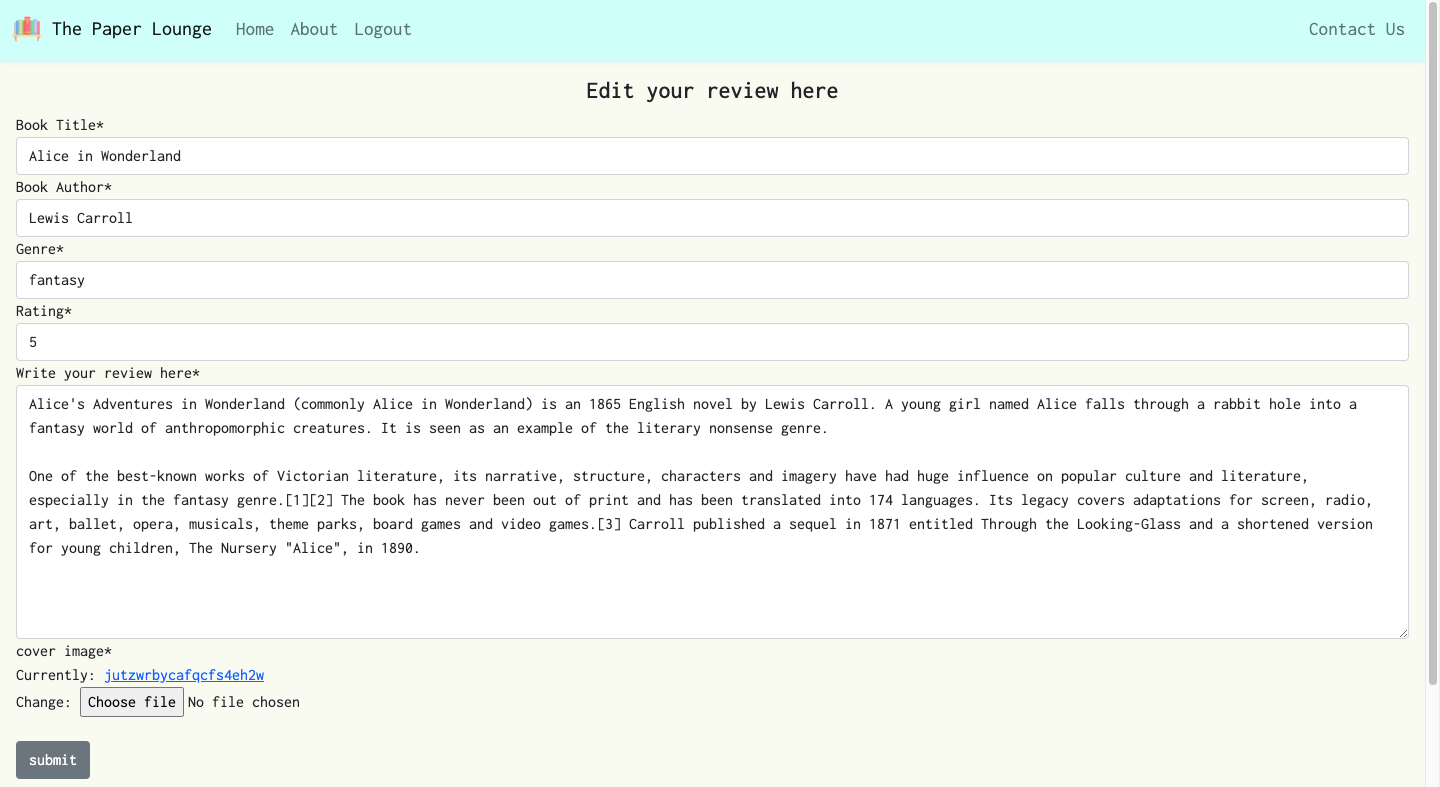 The Paper Lounge Home About Logout Contact Us
Edit your review here
Book Title*
Alice in Wonderland
Book Author*
Lewis Carroll
Genre*
fantasy
Rating*
5
Write your review here*
Alice's Adventures in Wonderland (commonly Alice in Wonderland) is an 1865 English novel by Lewis Carroll. A young girl named Alice falls through a rabbit hole into a
fantasy world of anthropomorphic creatures. It is seen as an example of the literary nonsense genre.
One of the best-known works of Victorian literature, its narrative, structure, characters and imagery have had huge influence on popular culture and literature,
especially in the fantasy genre.[1][2] The book has never been out of print and has been translated into 174 languages. Its legacy covers adaptations for screen, radio,
art, ballet, opera, musicals, theme parks, board games and video games.[3] Carroll published a sequel in 1871 entitled Through the Looking-Glass and a shortened version
for young children, The Nursery "Alice", in 1890.
cover image*
Currently: jutzwrbycafqcfs4eh2w
Change: Choose file No file chosen
submit